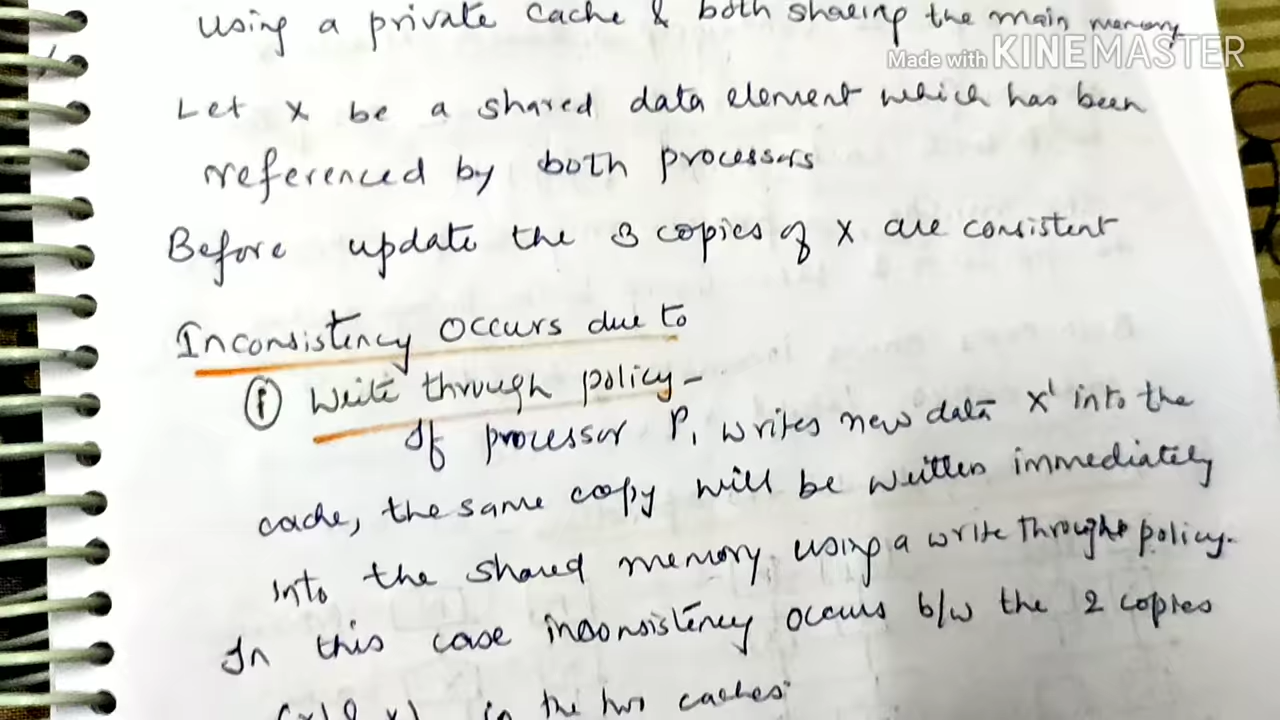 using a private cache & both sharing the main memory
Made with KINEMASTER
Let X be a shared data element which has been
referenced by both processors
Before update the 3 copies of X are consistent
Inconsistency occurs due to
① Write through policy -
If processor P1 writes new data X' into the
cache, the same copy will be written immediately
into the shared memory using a write through policy.
In this case inconsistency occurs b/w the 2 copies
(X' & X) in the two caches.